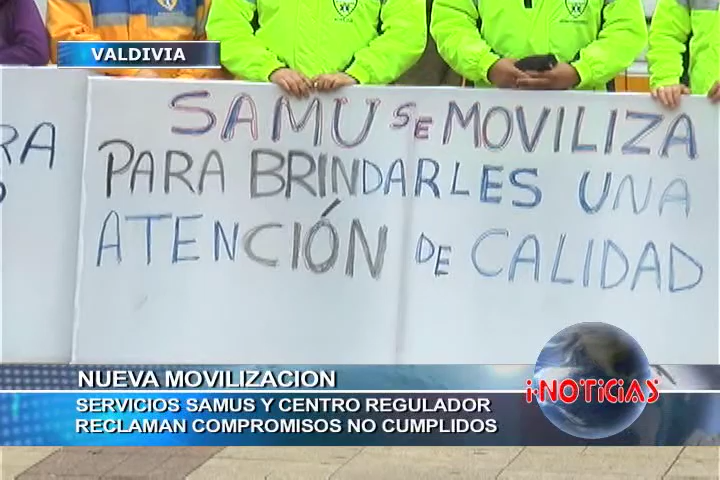 VALDIVIA
RA
SAMU SE MOVILIZA
PARA BRINDARLES UNA
ATENCIÓN DE CALIDAD
NUEVA MOVILIZACION
SERVICIOS SAMUS Y CENTRO REGULADOR
RECLAMAN COMPROMISOS NO CUMPLIDOS
i-NOTICIAS